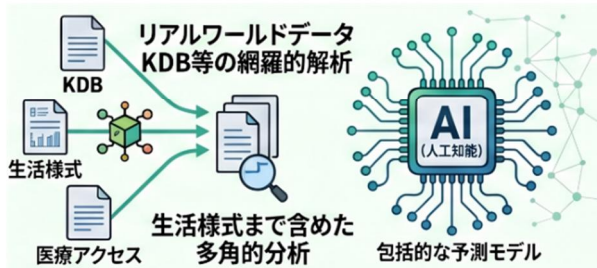 リアルワールドデータ
KDB等の網羅的解析
KDB
生活様式
医療アクセス
生活様式まで含めた
多角的分析
AI
(人工知能)
包括的な予測モデル